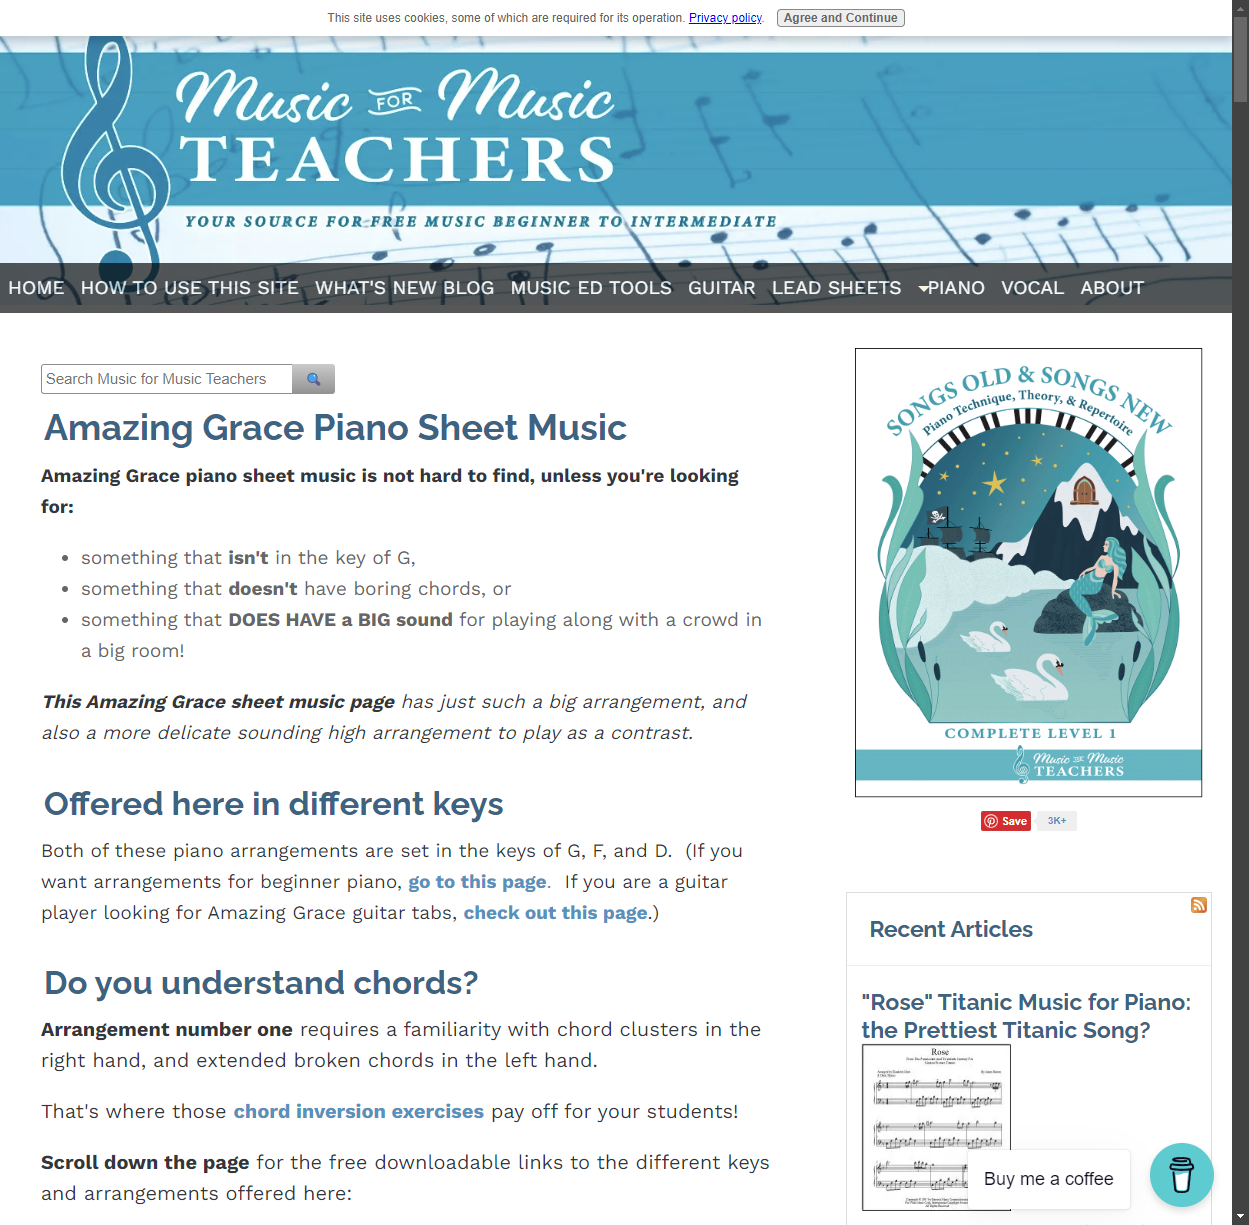 This site uses cookies, some of which are required for its operation. Privacy policy. Agree and Continue
Music FOR Music
TEACHERS
YOUR SOURCE FOR FREE MUSIC BEGINNER TO INTERMEDIATE
HOME HOW TO USE THIS SITE WHAT'S NEW BLOG MUSIC ED TOOLS GUITAR LEAD SHEETS PIANO VOCAL ABOUT
Search Music for Music Teachers
Amazing Grace Piano Sheet Music
Amazing Grace piano sheet music is not hard to find, unless you're looking
for:
• something that isn't in the key of G,
• something that doesn't have boring chords, or
• something that DOES HAVE a BIG sound for playing along with a crowd in
a big room!
This Amazing Grace sheet music page has just such a big arrangement, and
also a more delicate sounding high arrangement to play as a contrast.
Offered here in different keys
Both of these piano arrangements are set in the keys of G, F, and D. (If you
want arrangements for beginner piano, go to this page. If you are a guitar
player looking for Amazing Grace guitar tabs, check out this page.)
Do you understand chords?
Arrangement number one requires a familiarity with chord clusters in the
right hand, and extended broken chords in the left hand.
That's where those chord inversion exercises pay off for your students!
Scroll down the page for the free downloadable links to the different keys
and arrangements offered here:
SONGS OLD & SONGS NEW
Piano Technique, Theory, & Repertoire
COMPLETE LEVEL 1
Music FOR Music
TEACHERS
Save 3K+
Recent Articles
"Rose" Titanic Music for Piano:
the Prettiest Titanic Song?
Rose
Buy me a coffee